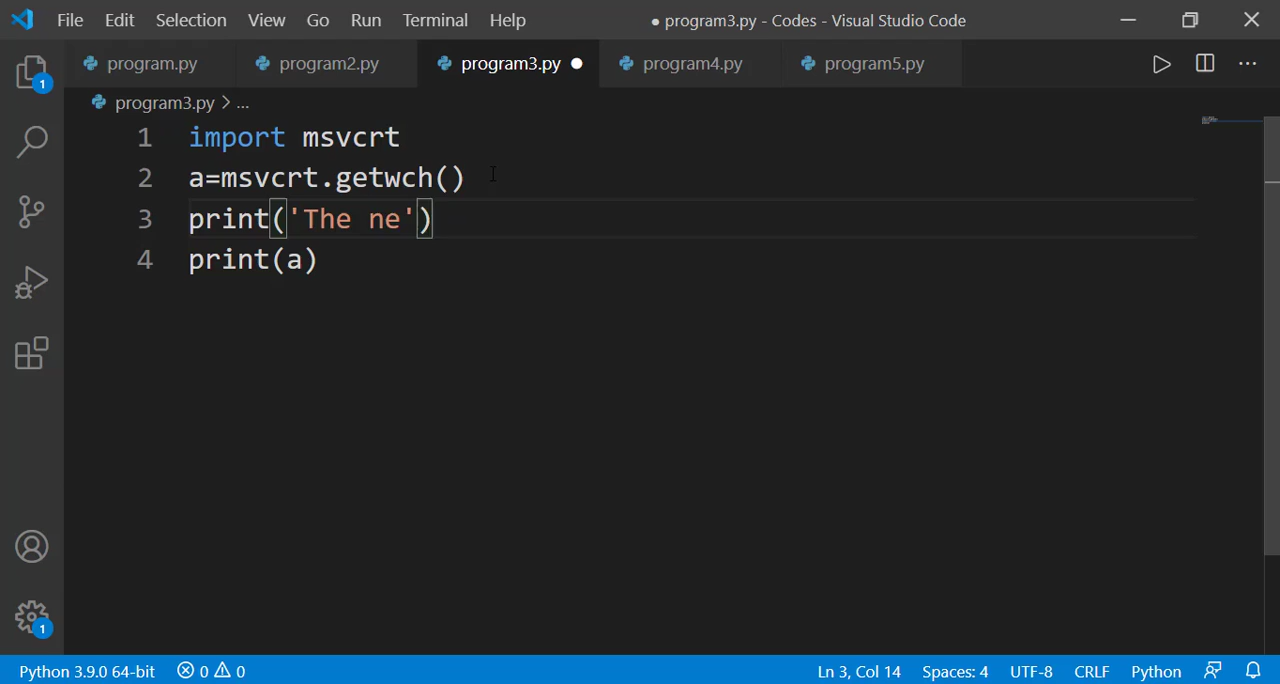 File Edit Selection View Go Run Terminal Help ● program3.py - Codes - Visual Studio Code
program.py program2.py program3.py ● program4.py program5.py ...
program3.py > ...
1 import msvcrt
2 a=msvcrt.getwch()
3 print('The ne')
4 print(a)
1
1
Python 3.9.0 64-bit 0 0 Ln 3, Col 14 Spaces: 4 UTF-8 CRLF Python